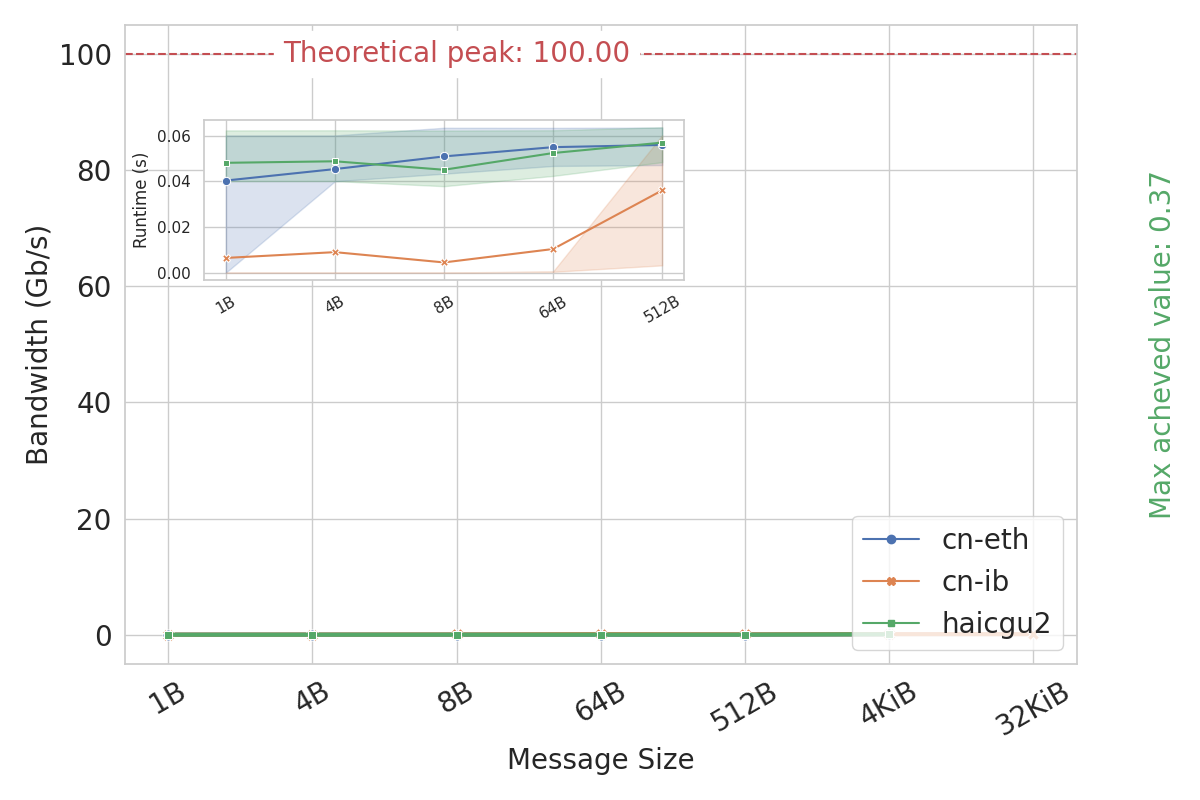 Theoretical peak: 100.00
100
80
60
40
20
0
Bandwidth (Gb/s)
0.06
0.04
0.02
0.00
Runtime (s)
1B
4B
8B
64B
512B
cn-eth
cn-ib
haicgu2
1B
4B
8B
64B
512B
4KiB
32KiB
Message Size
Max acheved value: 0.37